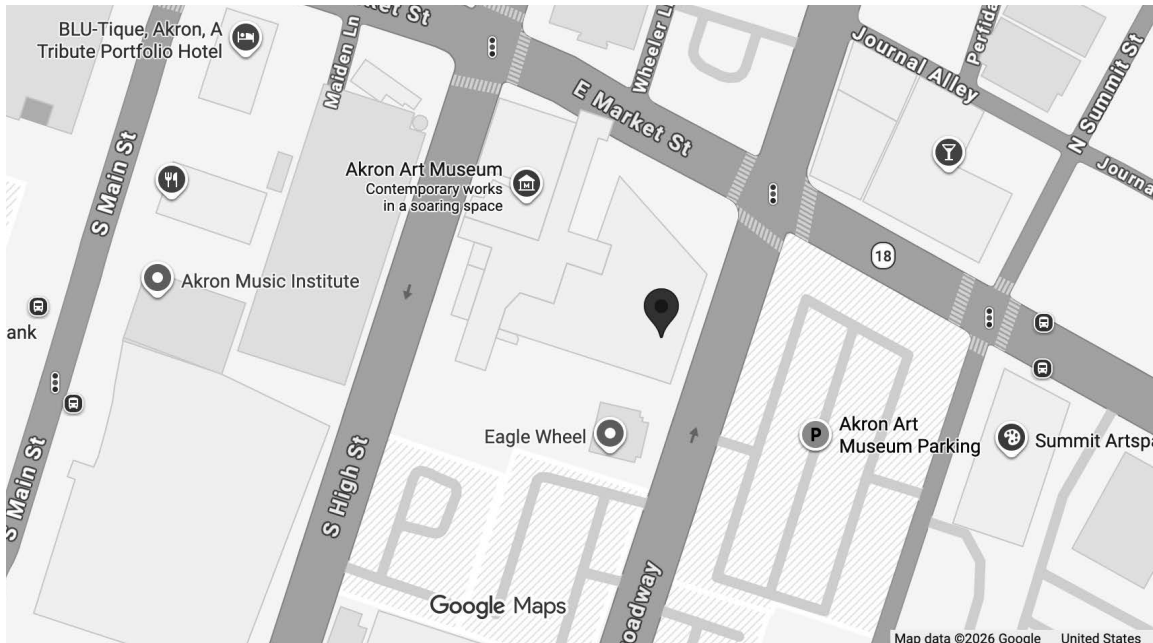 BLU-Tique, Akron, A
Tribute Portfolio Hotel
Maiden Ln
ket St
Wheeler L
Journal Alley
Perfida
N Summit St
Journa
E Market St
S Main St
Akron Art Museum
Contemporary works
in a soaring space
18
Akron Music Institute
ank
S High St
Eagle Wheel
P
Akron Art
Museum Parking
Summit Artspa
S Main St
oadway
Google Maps
Map data ©2026 Google
United States